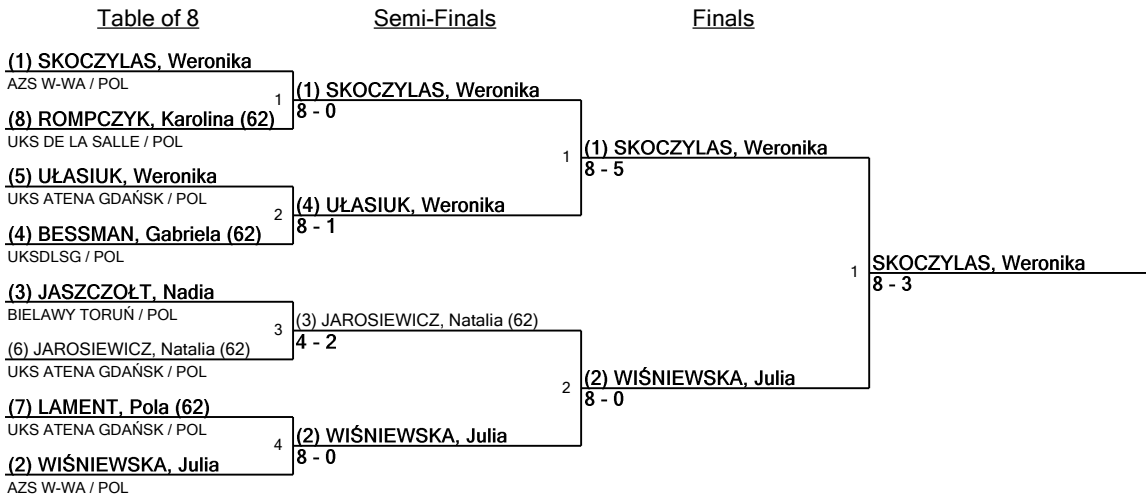 Table of 8
Semi-Finals
Finals
(1) SKOCZYLAS, Weronika
AZS W-WA / POL
(8) ROMPCZYK, Karolina (62)
UKS DE LA SALLE / POL
(5) UŁASIUK, Weronika
UKS ATENA GDAŃSK / POL
(4) BESSMAN, Gabriela (62)
UKSDLSG / POL
(3) JASZCZOŁT, Nadia
BIELAWY TORUŃ / POL
(6) JAROSIEWICZ, Natalia (62)
UKS ATENA GDAŃSK / POL
(7) LAMENT, Pola (62)
UKS ATENA GDAŃSK / POL
(2) WIŚNIEWSKA, Julia
AZS W-WA / POL
1
(1) SKOCZYLAS, Weronika
8 - 0
2
(4) UŁASIUK, Weronika
8 - 1
3
(3) JAROSIEWICZ, Natalia (62)
4 - 2
4
(2) WIŚNIEWSKA, Julia
8 - 0
1
(1) SKOCZYLAS, Weronika
8 - 5
2
(2) WIŚNIEWSKA, Julia
8 - 0
1
SKOCZYLAS, Weronika
8 - 3